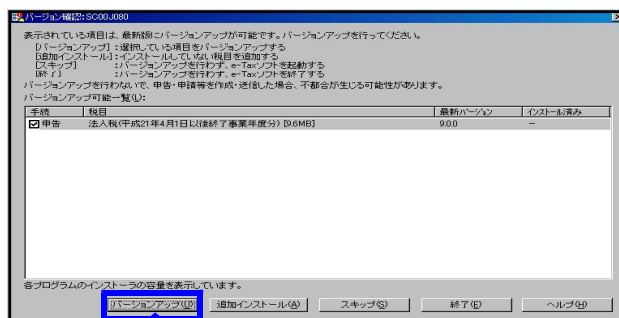 バージョン確認2:SC00J080
表示されている項目は、最新版にバージョンアップが可能です。バージョンアップを行ってください。
[バージョンアップ]:選択している項目をバージョンアップする
[追加インストール]:インストールしていない税目を追加する
[スキップ] :バージョンアップを行わず、e-Taxソフトを起動する
[終了] :バージョンアップを行わず、e-Taxソフトを終了する
バージョンアップを行わないで、申告・申請等を作成・送信した場合、不都合が生じる可能性があります。
バージョンアップ可能一覧(L):
手続 税目 最新バージョン インストール済み
申告 法人税(平成21年4月1日以後終了事業年度分) [9.6MB] 9.0.0 -
各プログラムのインストーラの容量を表示しています。
バージョンアップ(U) 追加インストール(A) スキップ(S) 終了(E) ヘルプ(H)